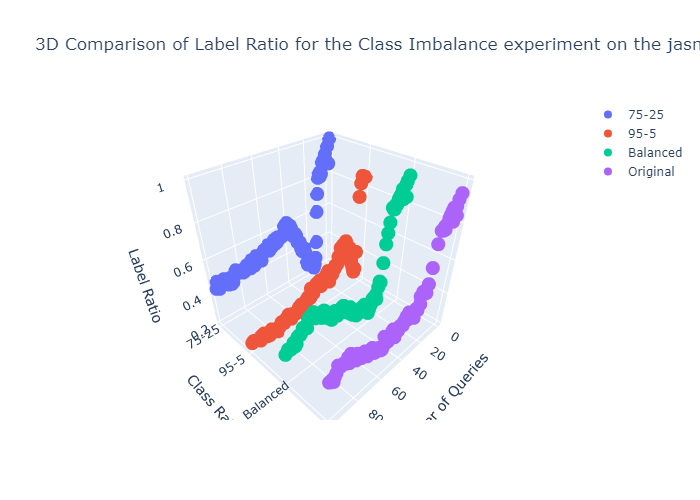 3D Comparison of Label Ratio for the Class Imbalance experiment on the
75-25
95-5
Balanced
Original
1
0.8
0.6
0.4
0.2
Label Ratio
75-25
95-5
Balanced
Class
0
20
40
60
80
of Queries